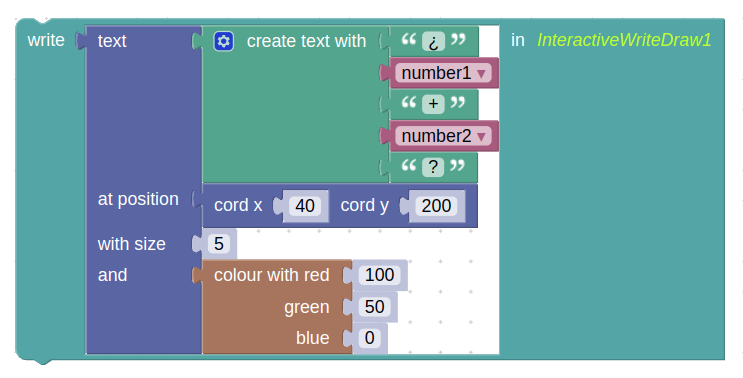 write text create text with “ ¿ ” in InteractiveWriteDraw1
number1 ▾
“ + ”
number2 ▾
“ ? ”
at position cord x 40 cord y 200
with size 5
and colour with red 100
green 50
blue 0